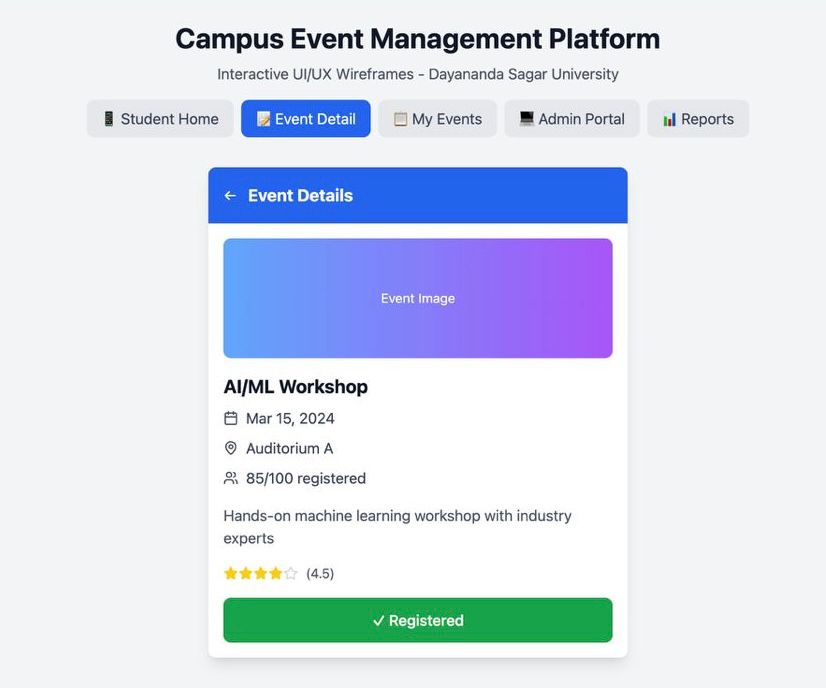 Campus Event Management Platform
Interactive UI/UX Wireframes - Dayananda Sagar University
Student Home
Event Detail
My Events
Admin Portal
Reports
← Event Details
Event Image
AI/ML Workshop
Mar 15, 2024
Auditorium A
85/100 registered
Hands-on machine learning workshop with industry
experts
(4.5)
✓ Registered